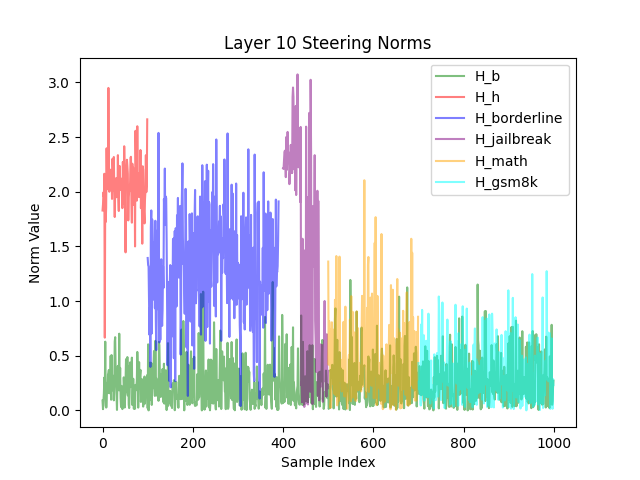 Layer 10 Steering Norms
H_b
H_h
H_borderline
H_jailbreak
H_math
H_gsm8k
Norm Value
3.0
2.5
2.0
1.5
1.0
0.5
0.0
0
200
400
600
800
1000
Sample Index